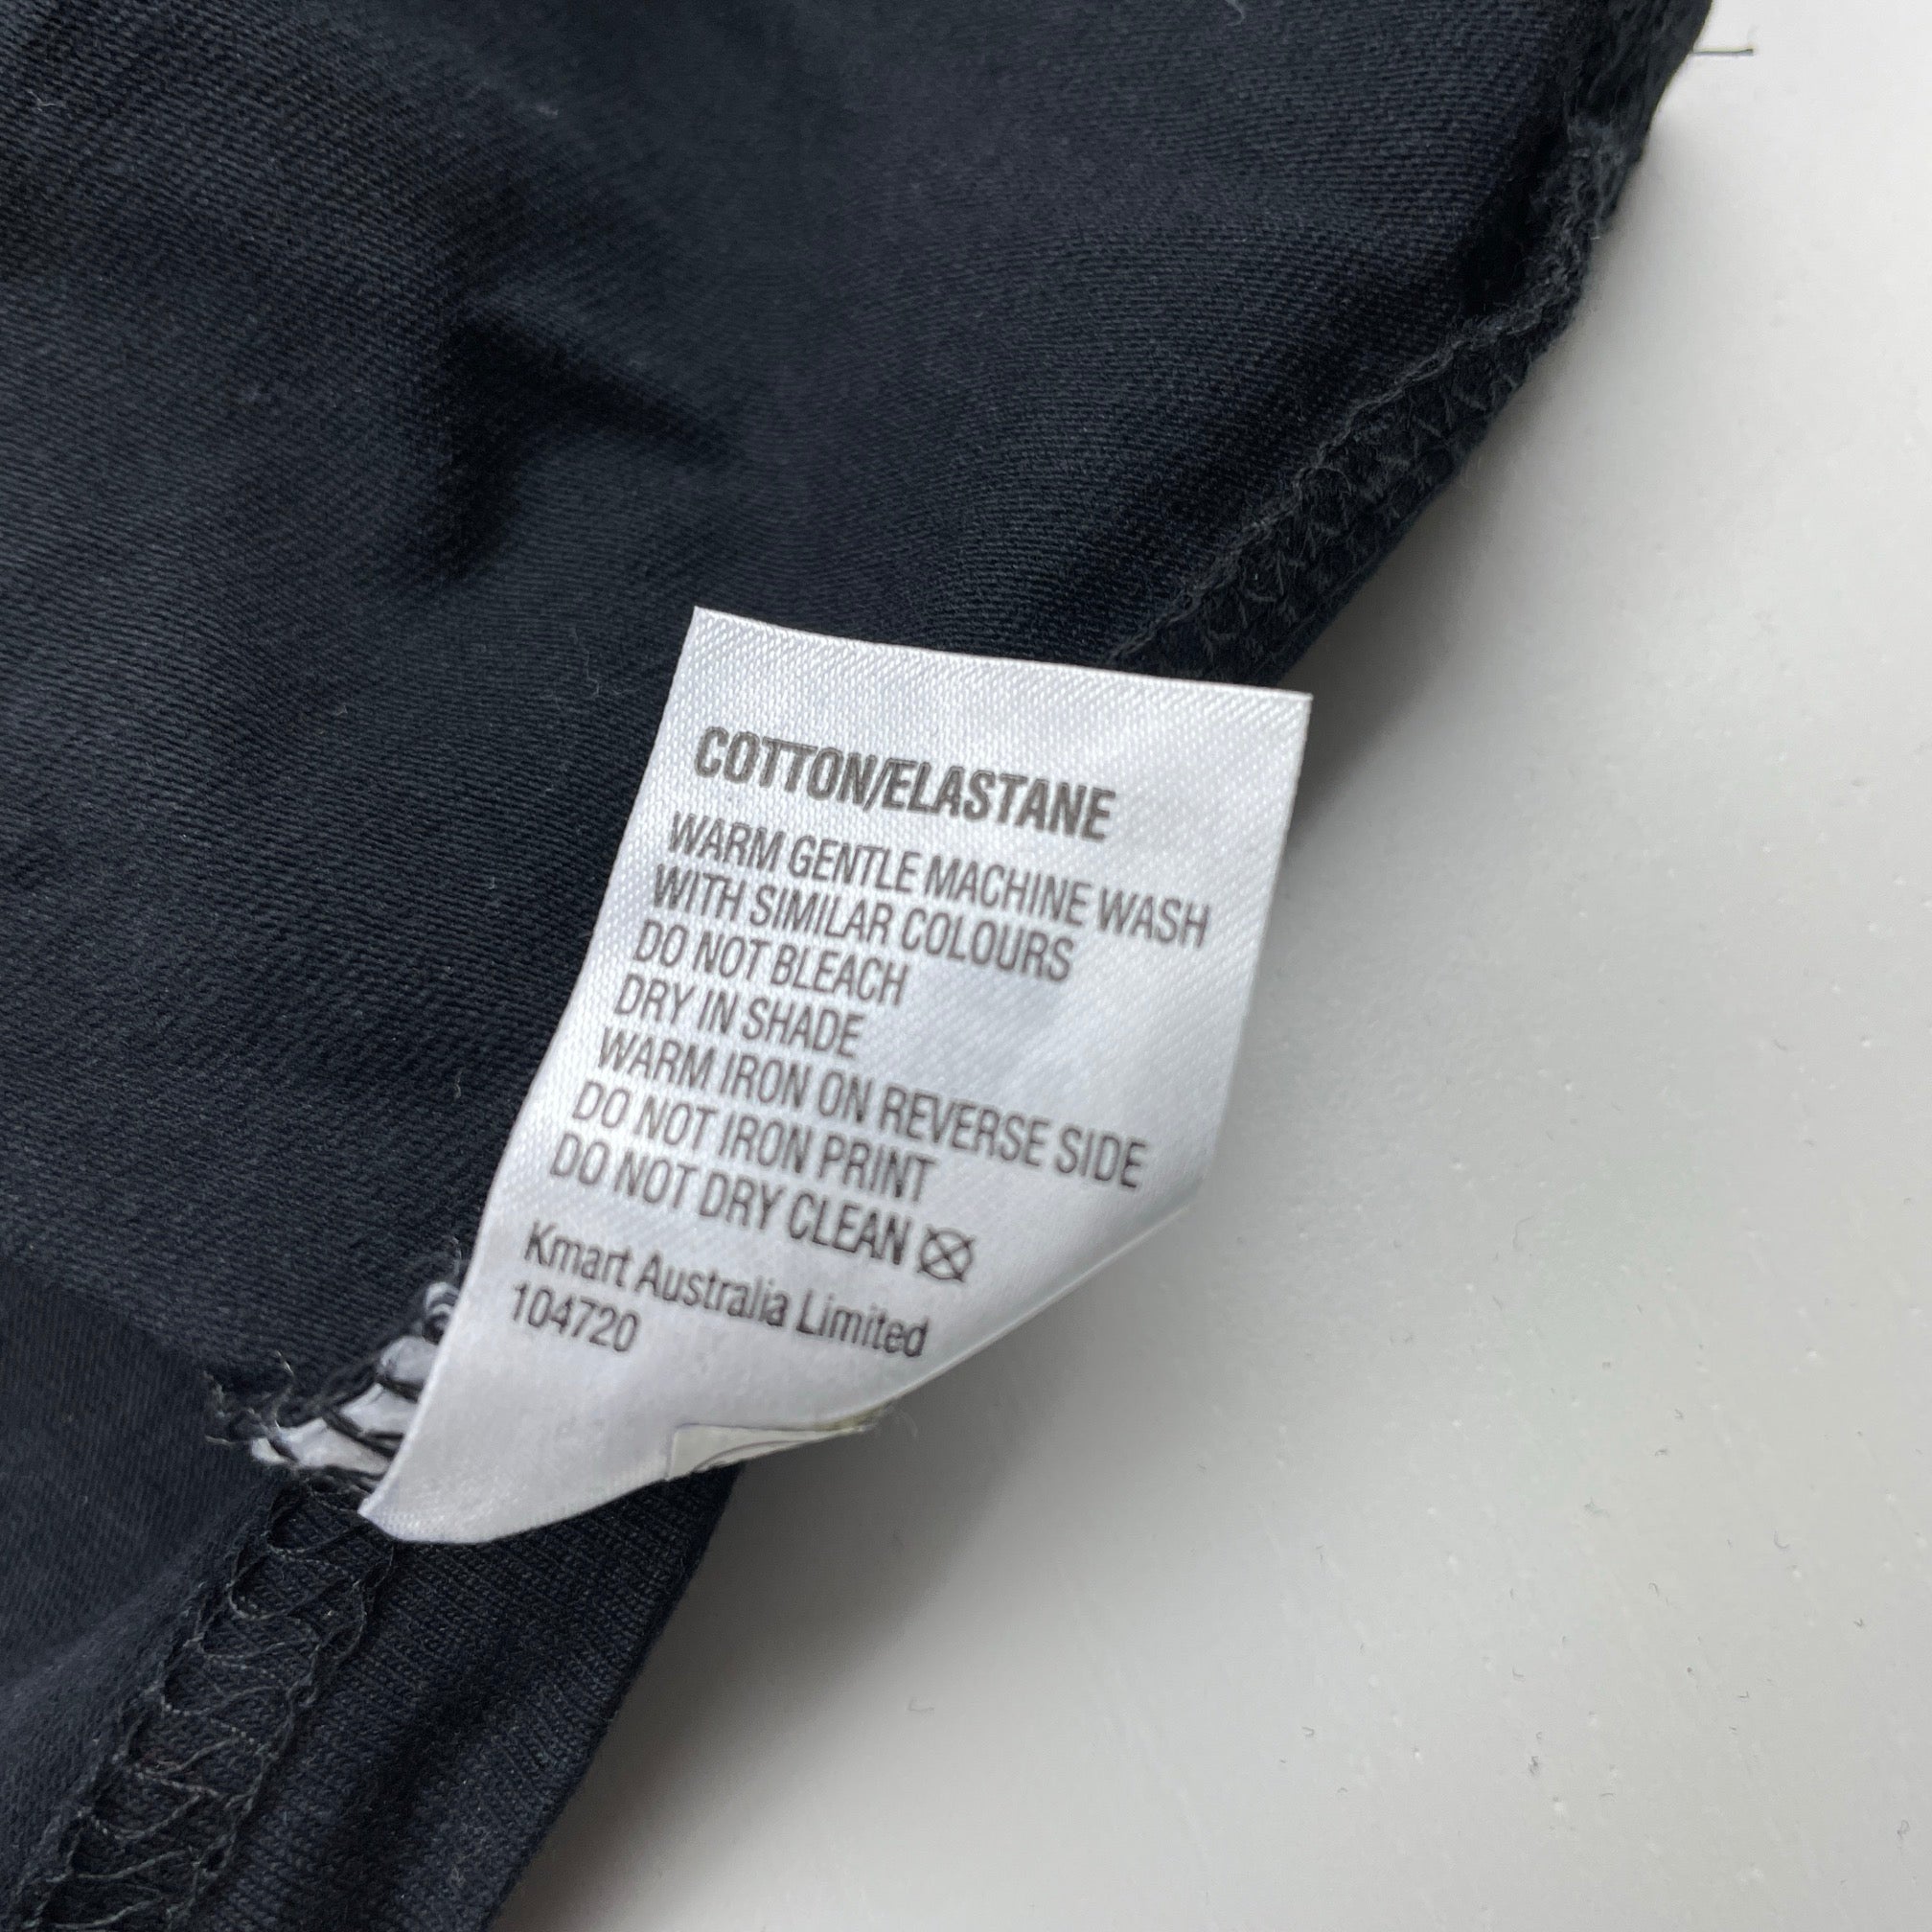 COTTON/ELASTANE
WARM GENTLE MACHINE WASH
WITH SIMILAR COLOURS
DO NOT BLEACH
DRY IN SHADE
WARM IRON ON REVERSE SIDE
DO NOT IRON PRINT
DO NOT DRY CLEAN
Kmart Australia Limited
104720